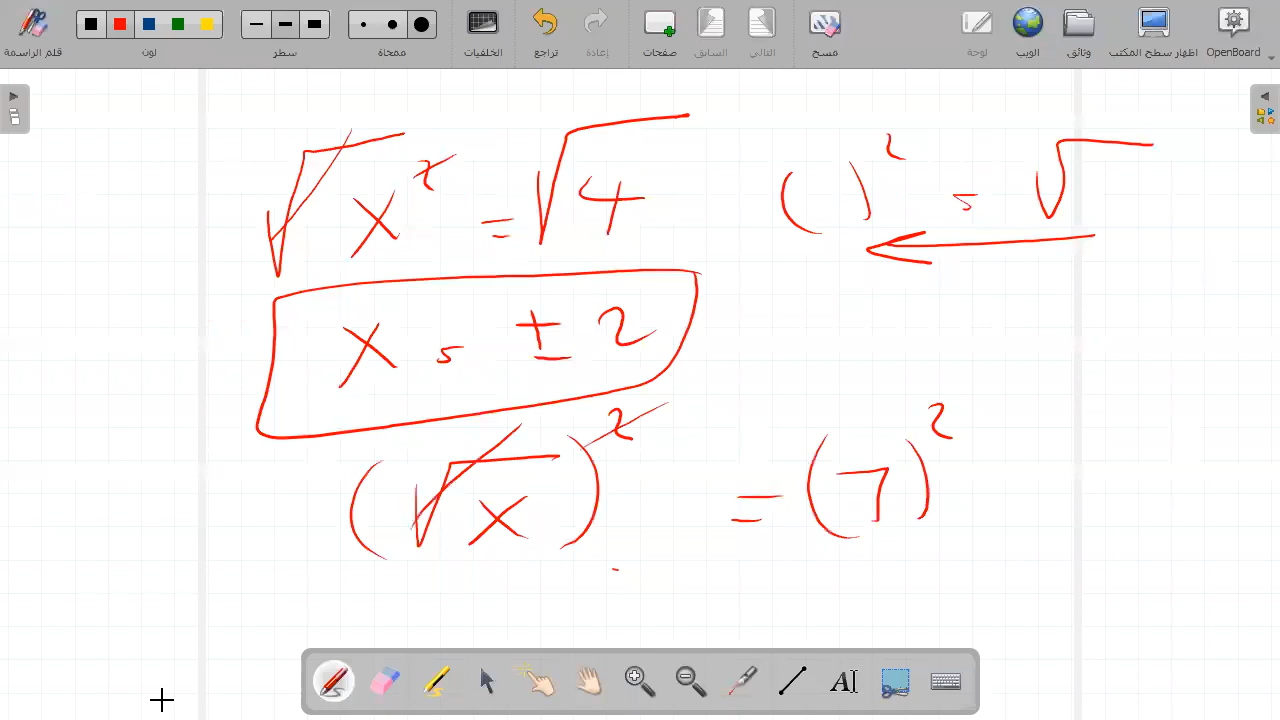 قلم الراسمة لون سطر ممحاة الخلفيات تراجع إعادة صفحات السابق التالي مسح لوحة الويب وثائق اظهار سطح المكتب OpenBoard
√x² = √4 ( )² = √
x = ± 2
(√x)² = (7)²
AI